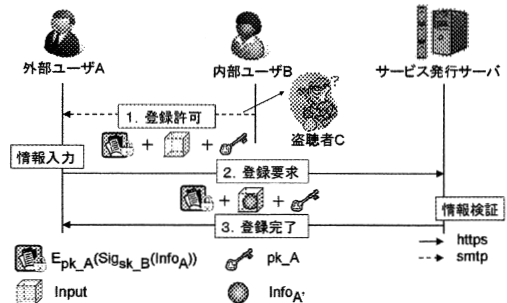 外部ユーザA
内部ユーザB
サービス発行サーバ
?
1. 登録許可
盗聴者C
+ +
情報入力
2. 登録要求
+ +
情報検証
3. 登録完了
https
smtp
E_pk_A(Sig_sk_B(Info_A))
pk_A
Input
Info_A'